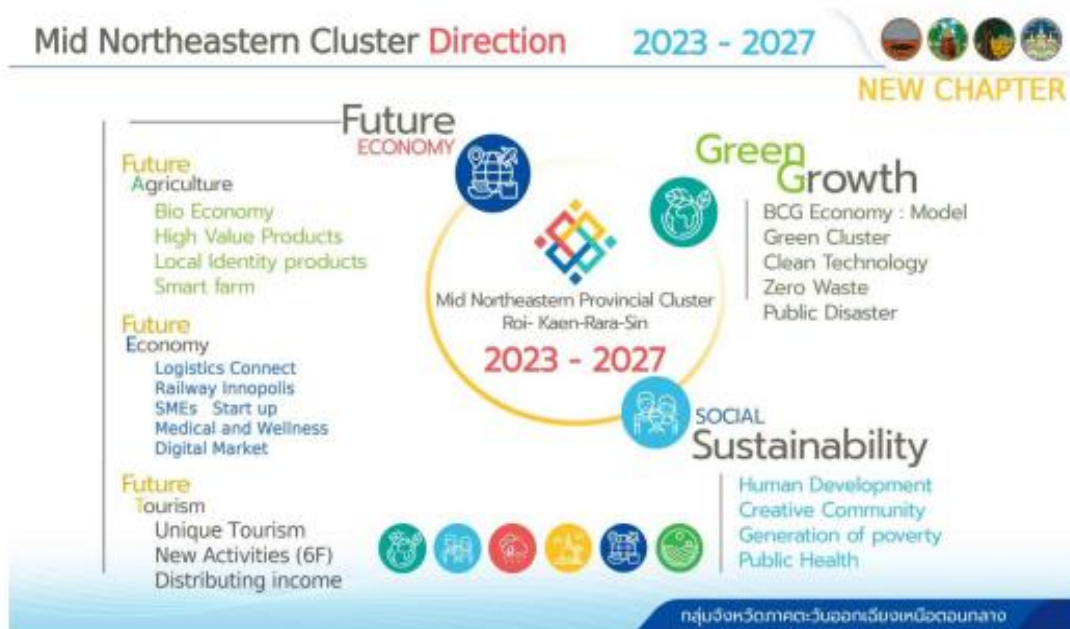 Mid Northeastern Cluster Direction 2023 - 2027
NEW CHAPTER
Future
ECONOMY
Future
Agriculture
Bio Economy
High Value Products
Local Identity products
Smart farm
Future
Economy
Logistics Connect
Railway Innopolis
SMEs Start up
Medical and Wellness
Digital Market
Future
Tourism
Unique Tourism
New Activities (6F)
Distributing income
Mid Northeastern Provincial Cluster
Roi- Kaen-Rara-Sin
2023 - 2027
Green
Growth
BCG Economy : Model
Green Cluster
Clean Technology
Zero Waste
Public Disaster
SOCIAL
Sustainability
Human Development
Creative Community
Generation of poverty
Public Health
กลุ่มจังหวัดภาคตะวันออกเฉียงเหนือตอนกลาง